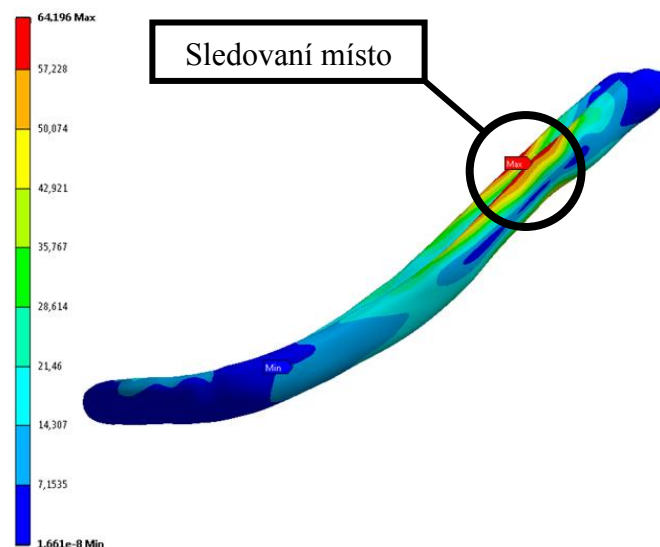 64,196 Max
57,228
50,074
42,921
35,767
28,614
21,46
14,307
7,1535
1,661e-8 Min
Sledovaní místo
Max
Min